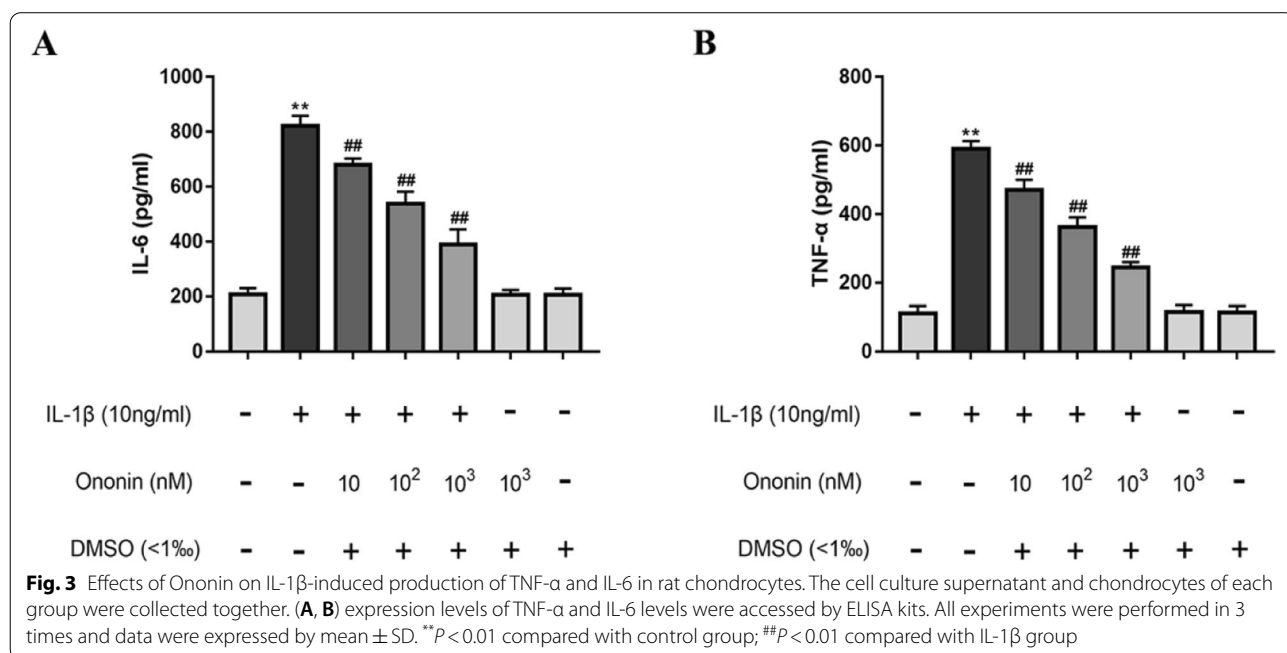 A
B
1000
800
600
400
200
0
IL-6 (pg/ml)
**
##
##
##
800
600
400
200
0
TNF-α (pg/ml)
**
##
##
##
IL-1β (10ng/ml) - + + + + - -
Ononin (nM) - - 10 10² 10³ 10³ -
DMSO (<1‰) - - + + + + +
IL-1β (10ng/ml) - + + + + - -
Ononin (nM) - - 10 10² 10³ 10³ -
DMSO (<1‰) - - + + + + +
Fig. 3 Effects of Ononin on IL-1β-induced production of TNF-α and IL-6 in rat chondrocytes. The cell culture supernatant and chondrocytes of each
group were collected together. (A, B) expression levels of TNF-α and IL-6 levels were accessed by ELISA kits. All experiments were performed in 3
times and data were expressed by mean ± SD. **P < 0.01 compared with control group; ##P < 0.01 compared with IL-1β group